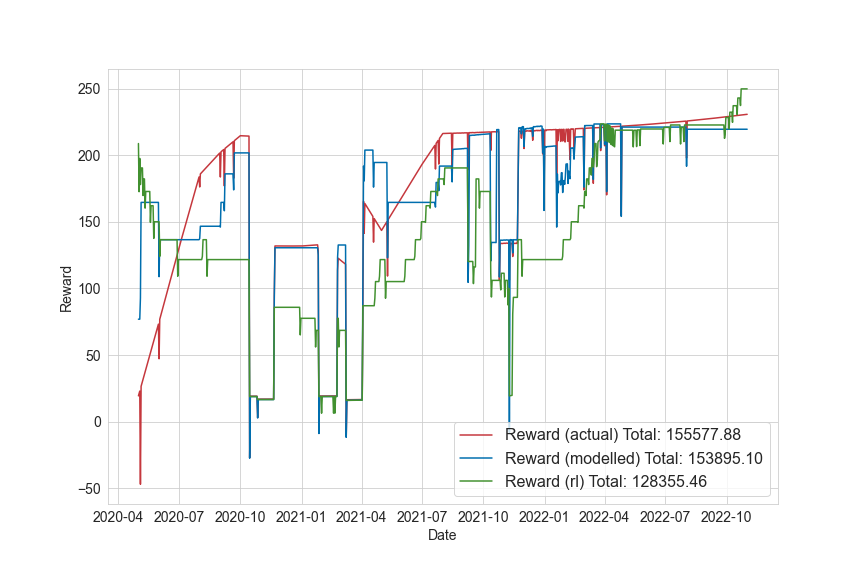 250
200
150
100
50
0
−50
Reward
Reward (actual) Total: 155577.88
Reward (modelled) Total: 153895.10
Reward (rl) Total: 128355.46
2020-04 2020-07 2020-10 2021-01 2021-04 2021-07 2021-10 2022-01 2022-04 2022-07 2022-10
Date